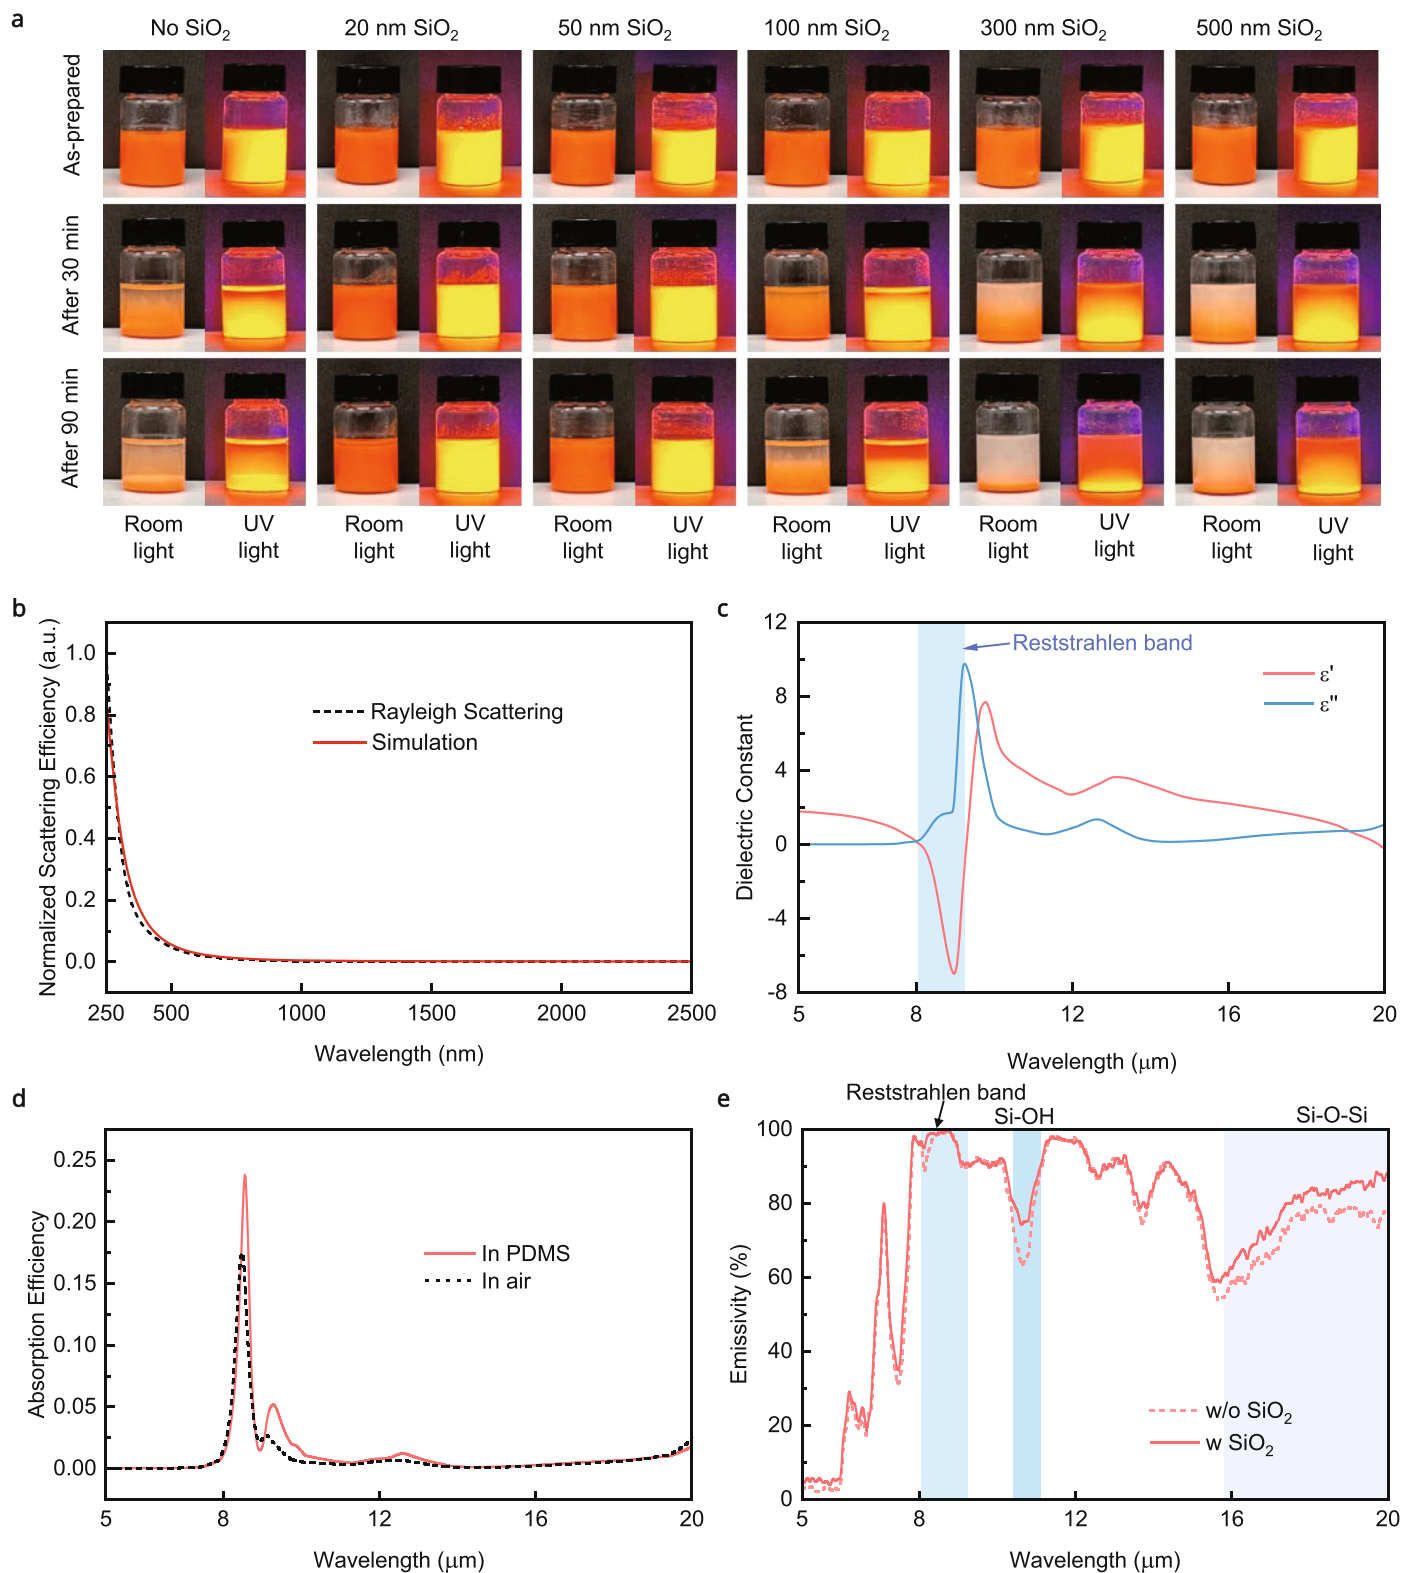 a
No SiO₂
20 nm SiO₂
50 nm SiO₂
100 nm SiO₂
300 nm SiO₂
500 nm SiO₂
As-prepared
After 30 min
After 90 min
Room light
UV light
Room light
UV light
Room light
UV light
Room light
UV light
Room light
UV light
Room light
UV light
b
Normalized Scattering Efficiency (a.u.)
1.0
0.8
0.6
0.4
0.2
0.0
Rayleigh Scattering
Simulation
250
500
1000
1500
2000
2500
Wavelength (nm)
c
Dielectric Constant
12
8
4
0
-4
-8
Reststrahlen band
ε'
ε"
5
8
12
16
20
Wavelength (μm)
d
Absorption Efficiency
0.25
0.20
0.15
0.10
0.05
0.00
In PDMS
In air
5
8
12
16
20
Wavelength (μm)
e
Reststrahlen band
Si-OH
Si-O-Si
Emissivity (%)
100
80
60
40
20
0
w/o SiO₂
w SiO₂
5
8
12
16
20
Wavelength (μm)